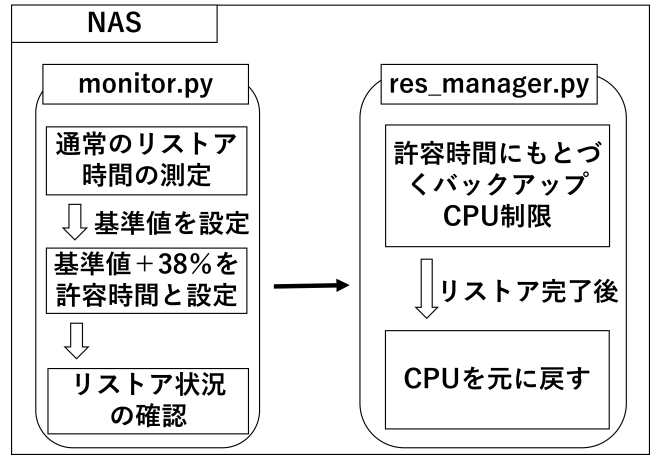 NAS
monitor.py
通常のリストア
時間の測定
基準値を設定
基準値＋38%を
許容時間と設定
リストア状況
の確認
res_manager.py
許容時間にもとづ
くバックアップ
CPU制限
リストア完了後
CPUを元に戻す